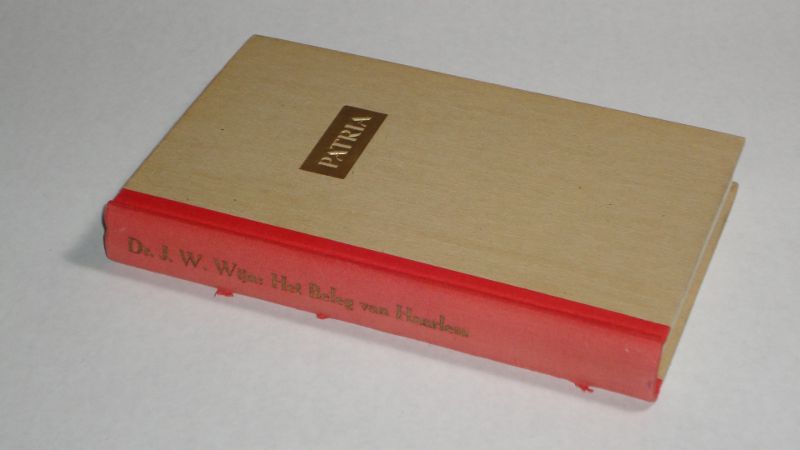 PATRIA
Dr. J. W. Wijn: Het Beleg van Haarlem